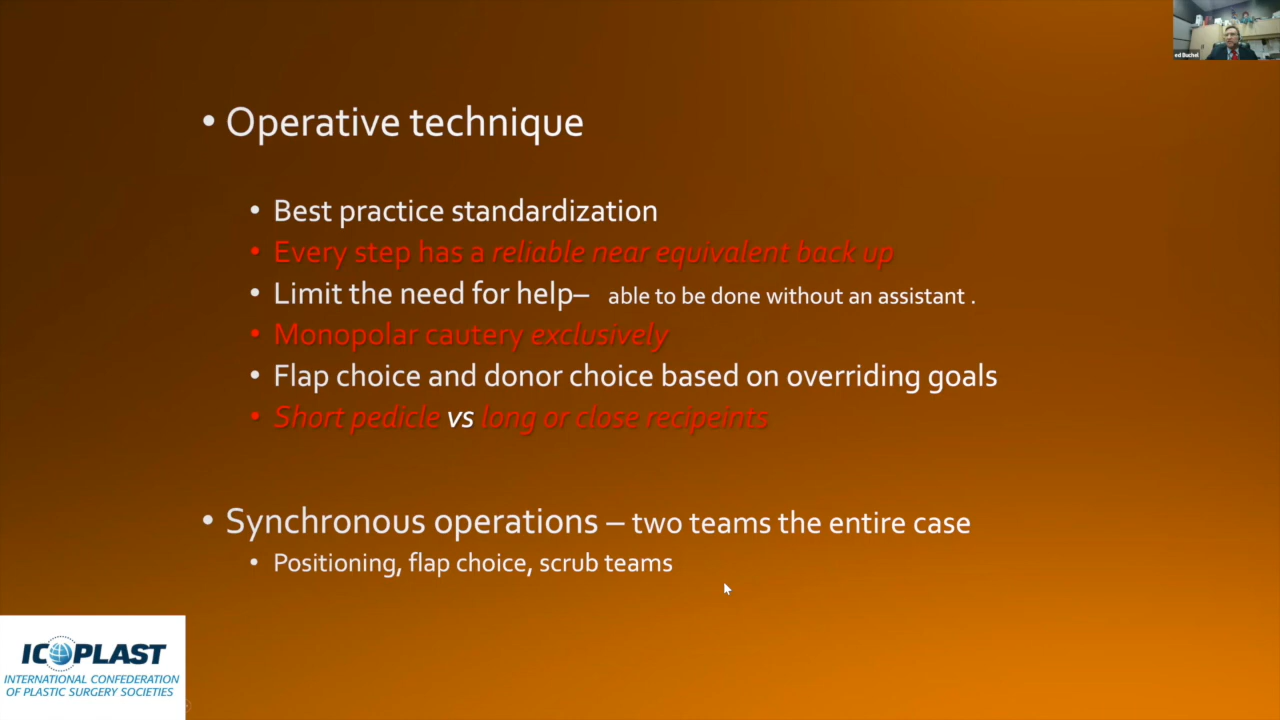 ed Buchel
• Operative technique
• Best practice standardization
• Every step has a reliable near equivalent back up
• Limit the need for help– able to be done without an assistant .
• Monopolar cautery exclusively
• Flap choice and donor choice based on overriding goals
• Short pedicle vs long or close recipeints
• Synchronous operations – two teams the entire case
• Positioning, flap choice, scrub teams
ICOPLAST
INTERNATIONAL CONFEDERATION
OF PLASTIC SURGERY SOCIETIES